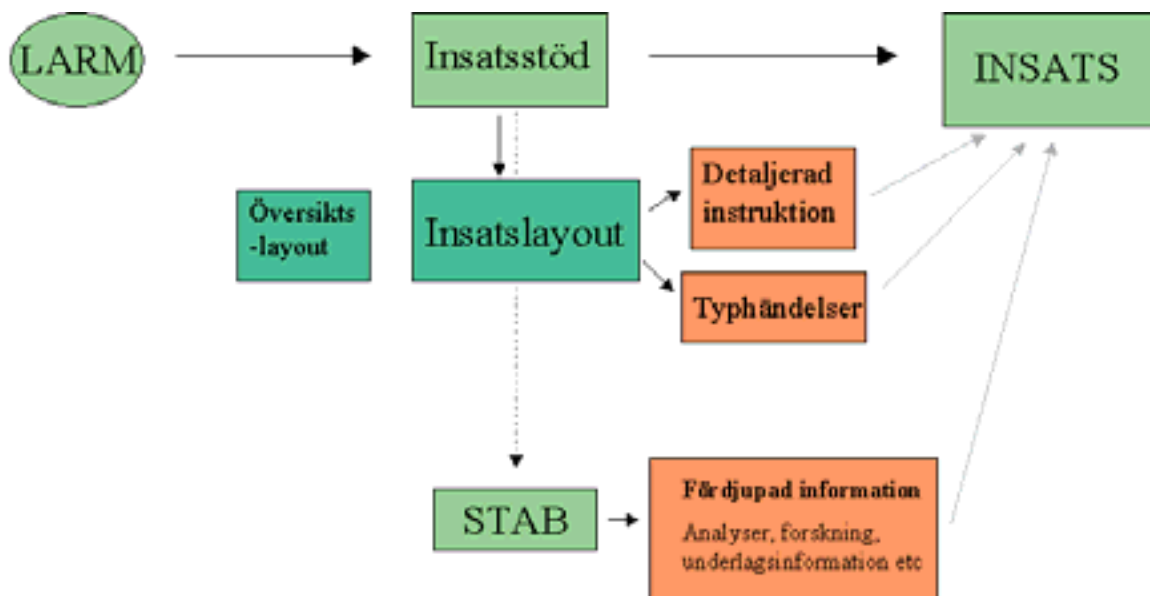 LARM
Insatsstöd
INSATS
Översikts
-layout
Insatslayout
Detaljerad
instruktion
Typhändelser
STAB
Fördjupad information
Analyser, forskning,
underlagsinformation etc